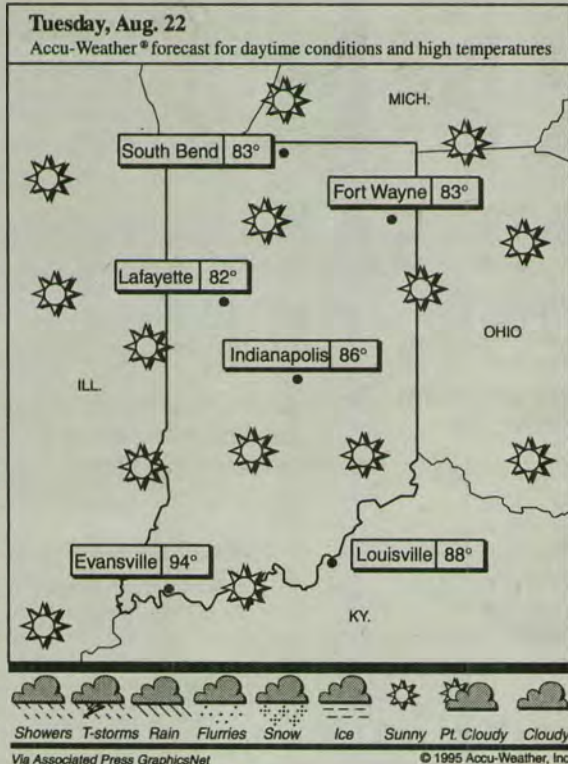 Tuesday, Aug. 22
Accu-Weather® forecast for daytime conditions and high temperatures
MICH.
South Bend 83°
Fort Wayne 83°
Lafayette 82°
OHIO
Indianapolis 86°
ILL.
Evansville 94°
Louisville 88°
KY.
Showers T-storms Rain Flurries Snow Ice Sunny Pt. Cloudy Cloudy
Via Associated Press GraphicsNet © 1995 Accu-Weather, Inc